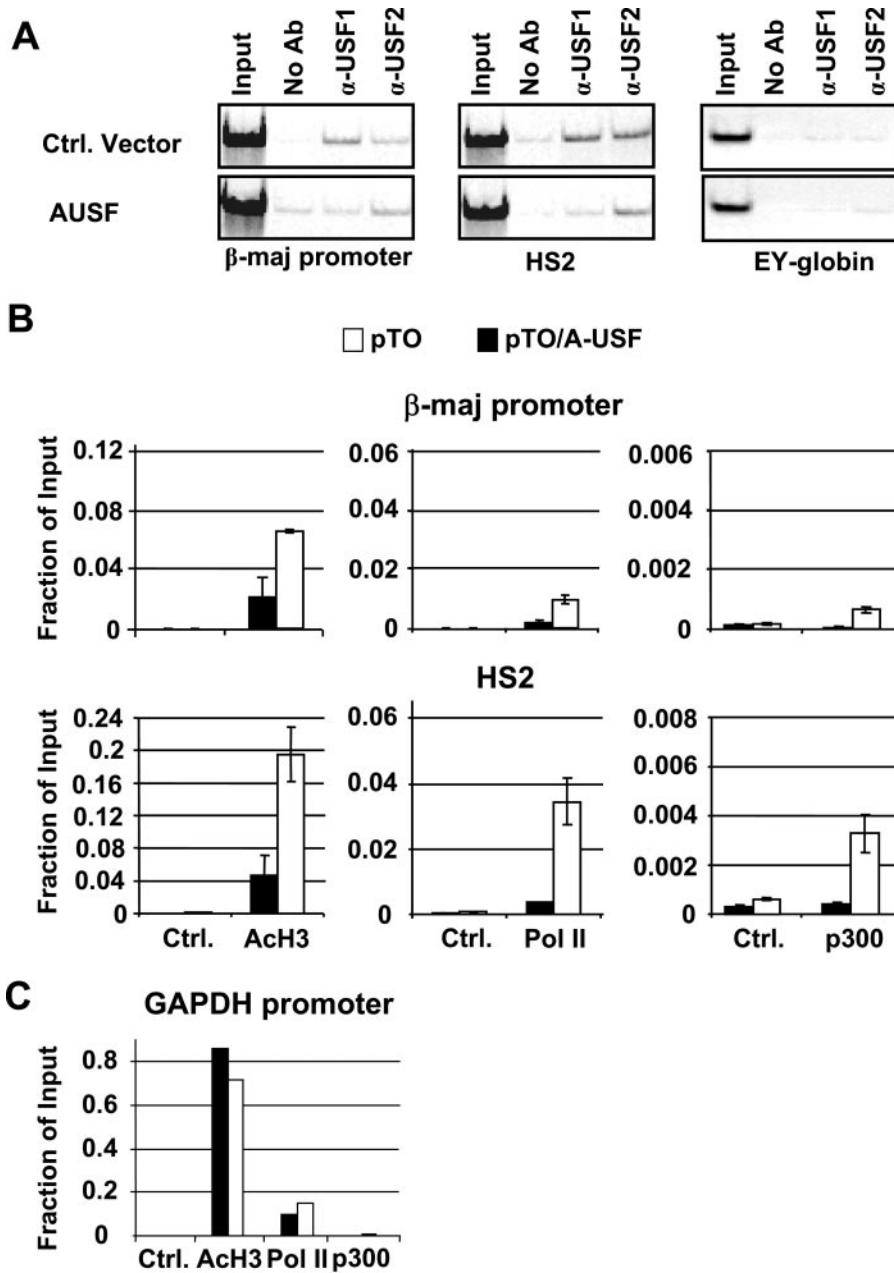 A
Input No Ab α-USF1 α-USF2
Input No Ab α-USF1 α-USF2
Input No Ab α-USF1 α-USF2
Ctrl. Vector
AUSF
β-maj promoter HS2 EY-globin
B
pTO pTO/A-USF
β-maj promoter
Fraction of Input
0.12
0.08
0.04
0
0.06
0.04
0.02
0
0.006
0.004
0.002
0
HS2
Fraction of Input
0.24
0.2
0.16
0.12
0.08
0.04
0
0.06
0.04
0.02
0
0.008
0.006
0.004
0.002
0
Ctrl. AcH3 Ctrl. Pol II Ctrl. p300
C
GAPDH promoter
Fraction of Input
0.8
0.6
0.4
0.2
0
Ctrl. AcH3 Pol II p300